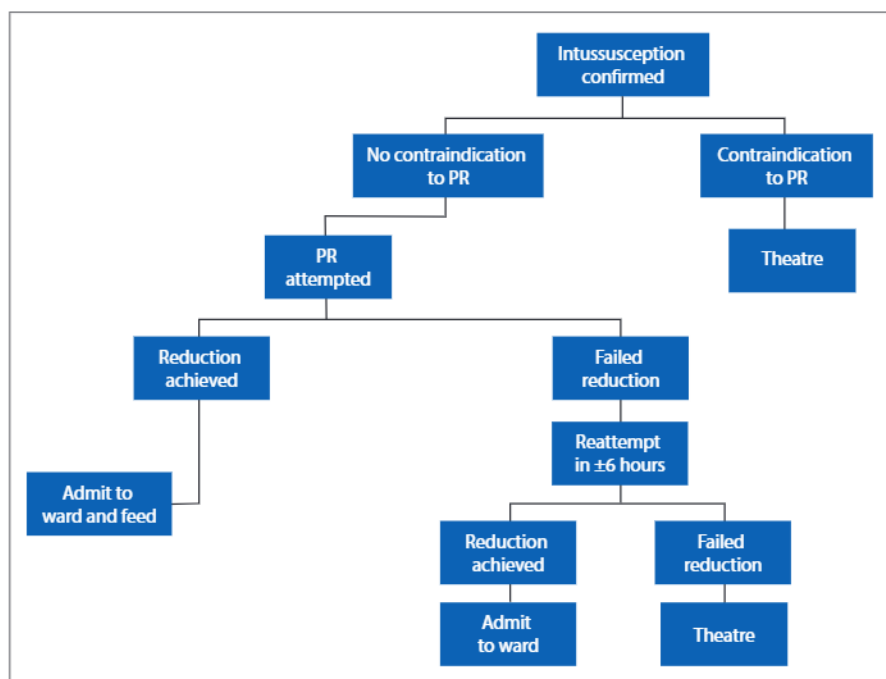 Intussusception
confirmed
No contraindication
to PR
Contraindication
to PR
PR
attempted
Theatre
Reduction
achieved
Failed
reduction
Reattempt
in ±6 hours
Admit to
ward and feed
Reduction
achieved
Failed
reduction
Admit
to ward
Theatre